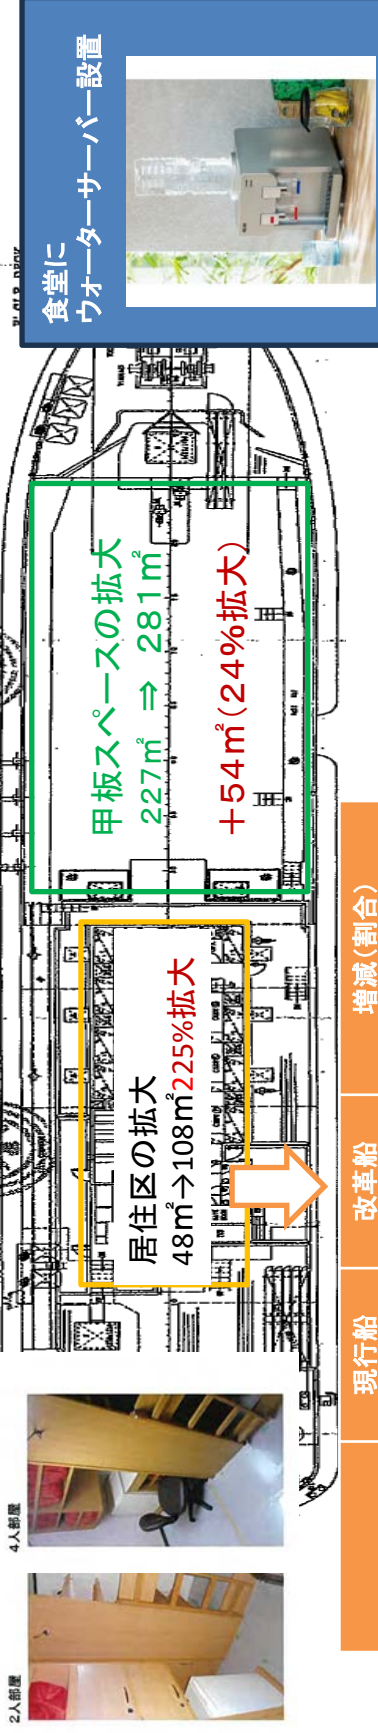 食堂に
ウォーターサーバー設置
甲板スペースの拡大
227㎡ ⇒ 281㎡
＋54㎡(24%拡大)
居住区の拡大
48㎡→108㎡225%拡大
4人部屋
2人部屋
現行船
改革船
増減(割合)